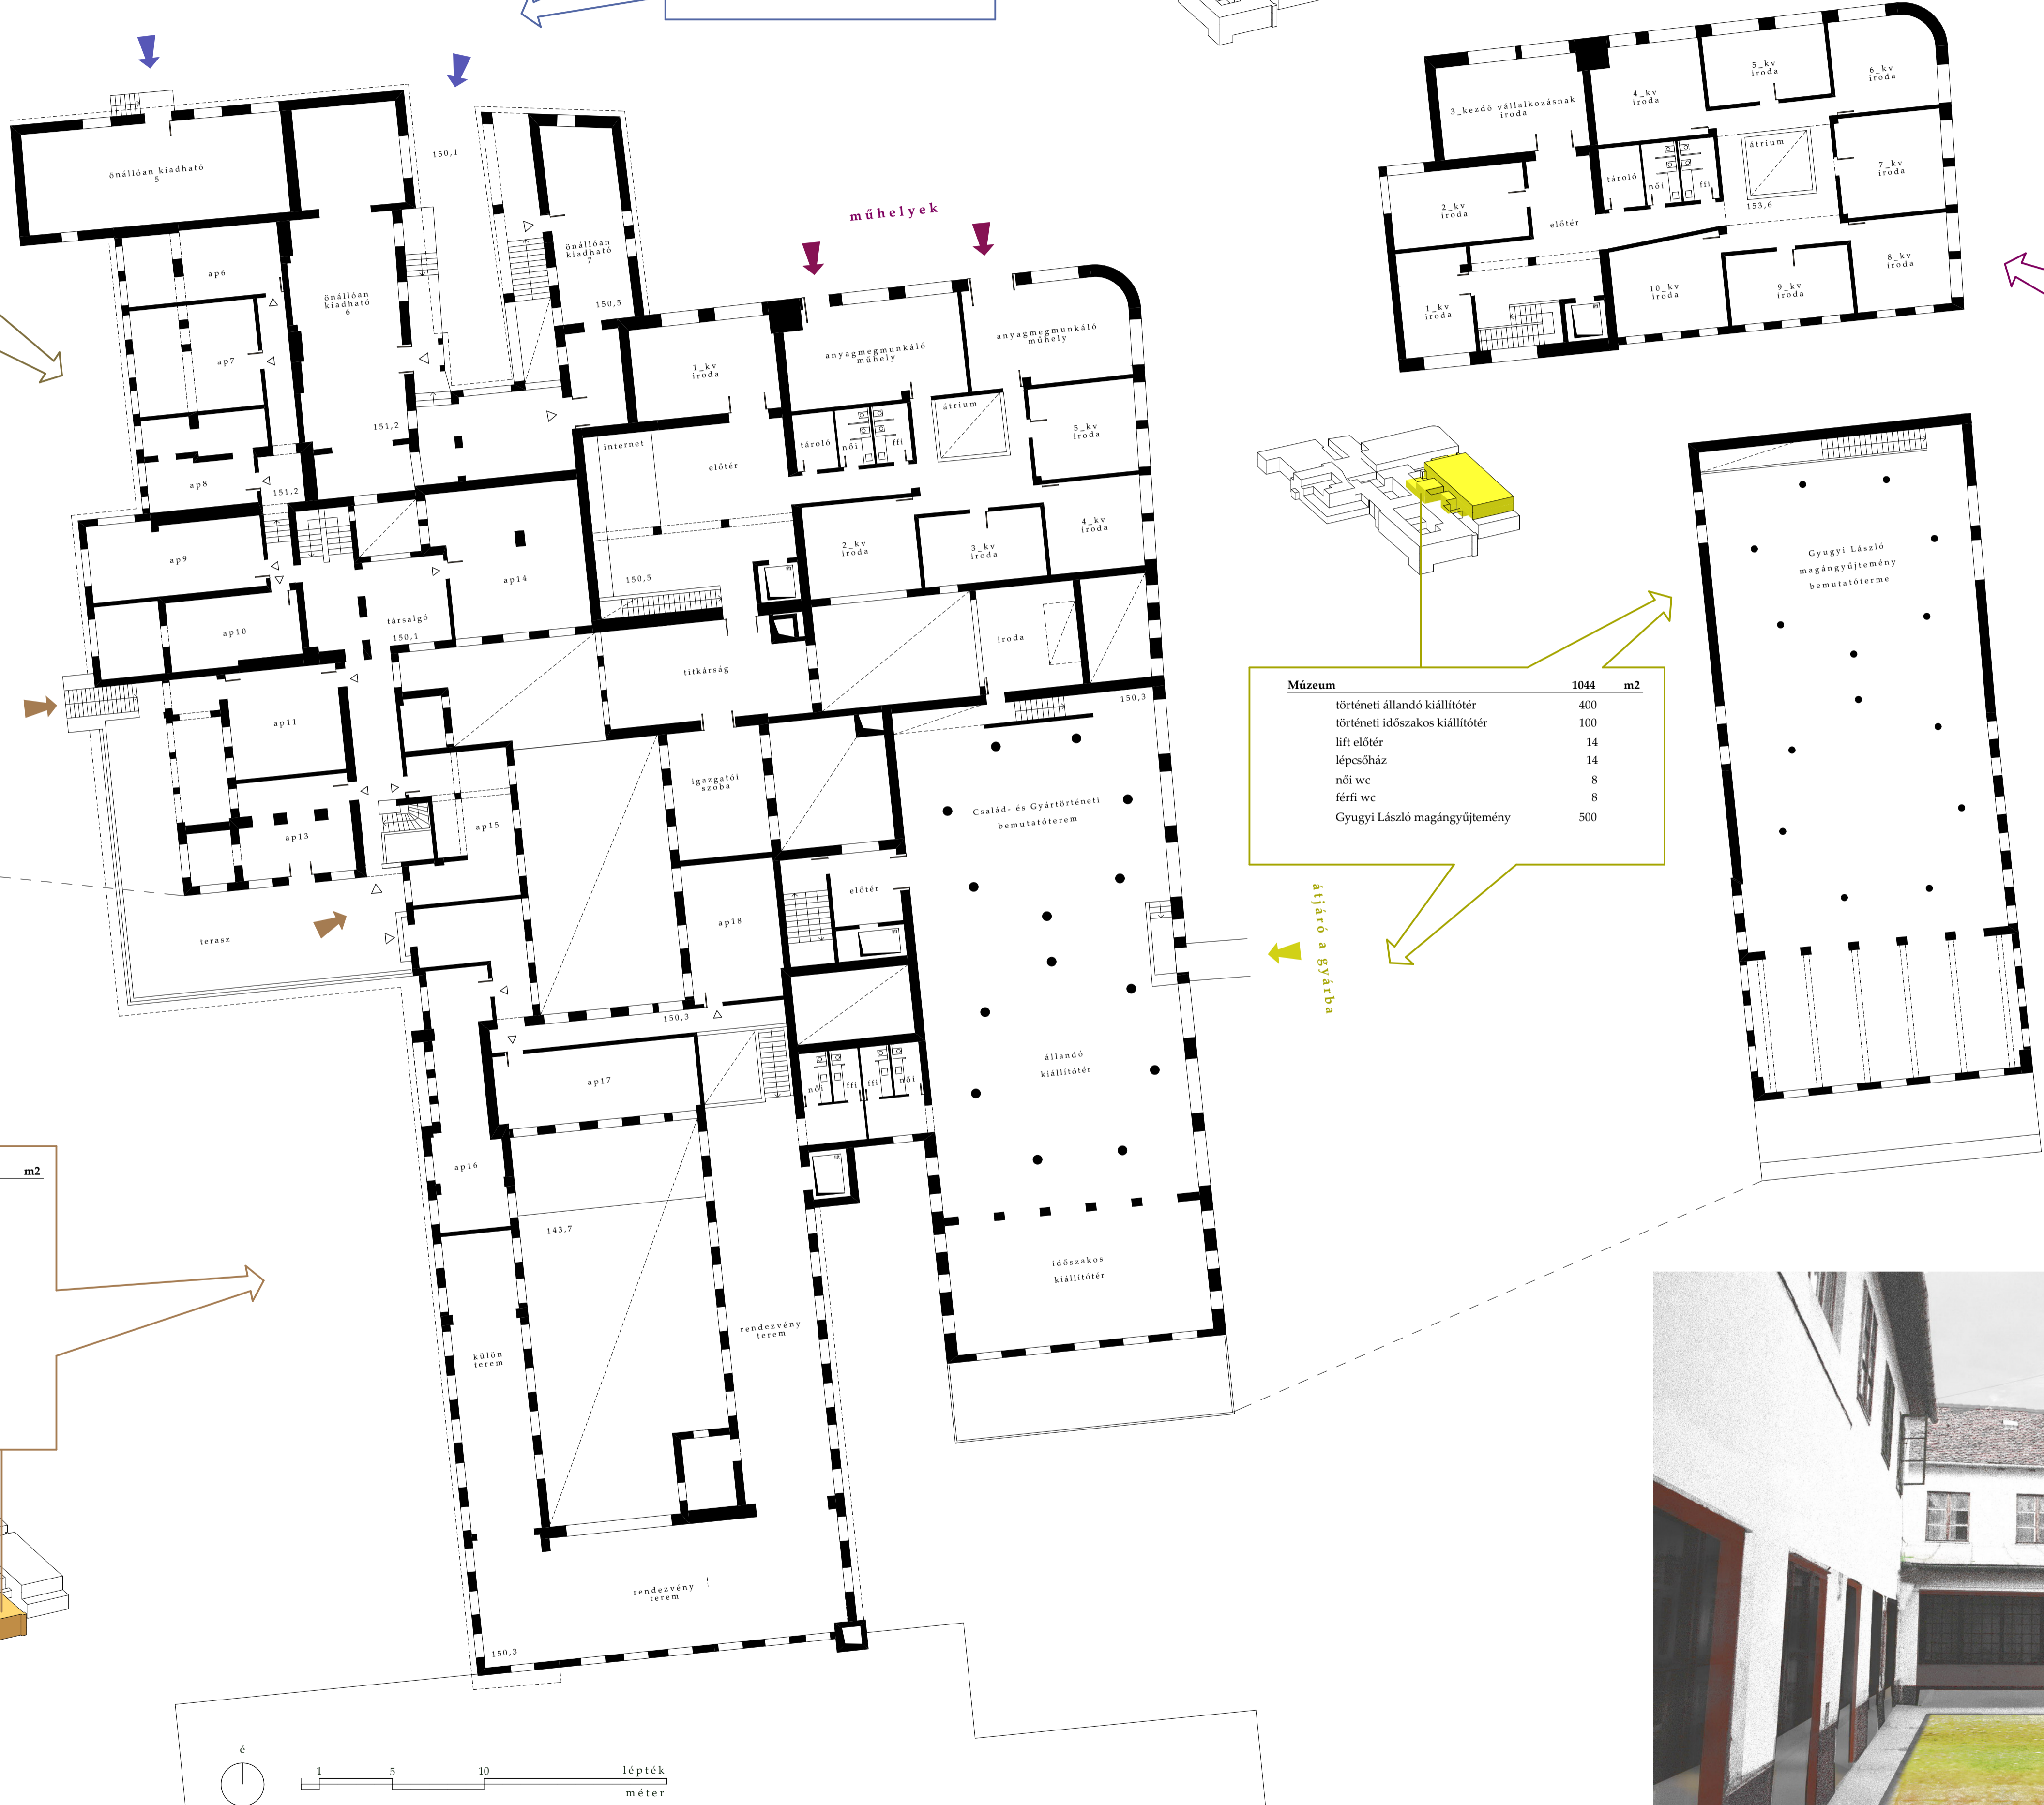 önállóan kiadható
5
150,1
önállóan
kiadható
7
150,5
ap6
önállóan
kiadható
6
ap7
151,2
ap8
151,2
műhelyek
1_kv
iroda
anyagmegmunkáló
műhely
anyagmegmunkáló
műhely
átrium
internet
előtér
tároló
női
ffi
5_kv
iroda
2_kv
iroda
3_kv
iroda
4_kv
iroda
150,5
ap9
ap10
ap14
társalgó
150,1
titkárság
iroda
150,3
ap11
ap13
ap15
igazgatói
szoba
Család- és Gyártörténeti
bemutatóterem
előtér
ap18
terasz
150,3
ap17
női
ffi
ffi
női
állandó
kiállítótér
ap16
143,7
időszakos
kiállítótér
rendezvény
terem
külön
terem
rendezvény
terem
150,3
m2
é
1
5
10
lépték
méter
3_kezdő vállalkozásnak
iroda
4_kv
iroda
5_kv
iroda
6_kv
iroda
átrium
7_kv
iroda
tároló
női
ffi
153,6
2_kv
iroda
előtér
8_kv
iroda
1_kv
iroda
10_kv
iroda
9_kv
iroda
Gyugyi László
magángyűjtemény
bemutatóterme
Múzeum 1044 m2
történeti állandó kiállítótér 400
történeti időszakos kiállítótér 100
lift előtér 14
lépcsőház 14
női wc 8
férfi wc 8
Gyugyi László magángyűjtemény 500
átjáró a gyárba